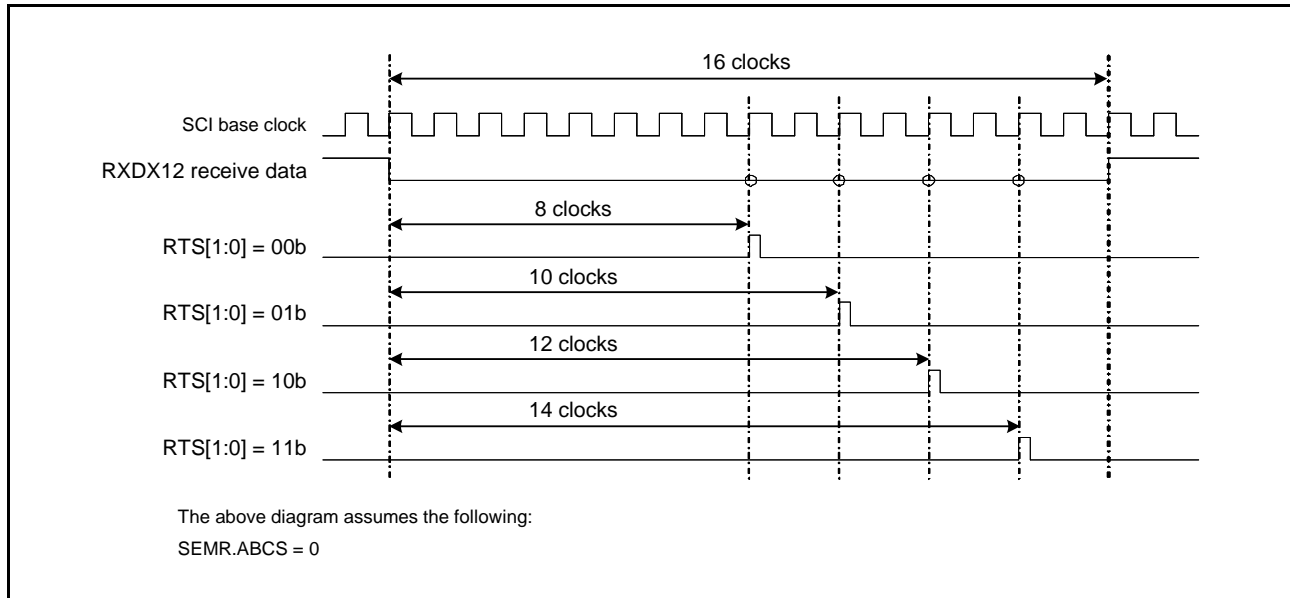 16 clocks
SCI base clock
RXDX12 receive data
8 clocks
RTS[1:0] = 00b
10 clocks
RTS[1:0] = 01b
12 clocks
RTS[1:0] = 10b
14 clocks
RTS[1:0] = 11b
The above diagram assumes the following:
SEMR.ABCS = 0